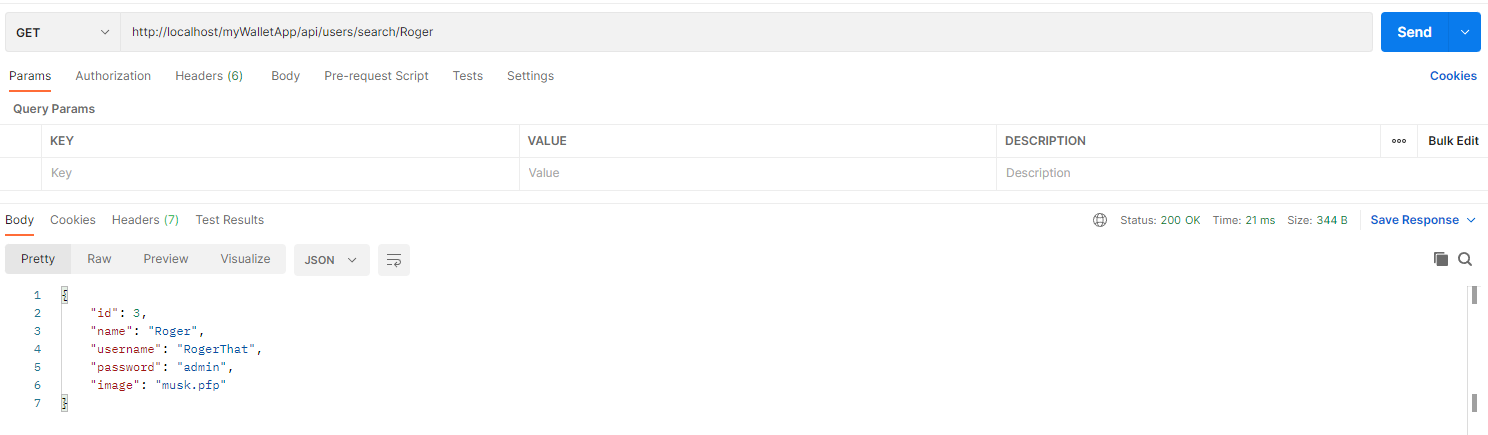 GET http://localhost/myWalletApp/api/users/search/Roger Send
Params Authorization Headers (6) Body Pre-request Script Tests Settings Cookies
Query Params
KEY VALUE DESCRIPTION ooo Bulk Edit
Key Value Description
Body Cookies Headers (7) Test Results Status: 200 OK Time: 21 ms Size: 344 B Save Response
Pretty Raw Preview Visualize JSON
1 {
2 "id": 3,
3 "name": "Roger",
4 "username": "RogerThat",
5 "password": "admin",
6 "image": "musk.pfp"
7 }